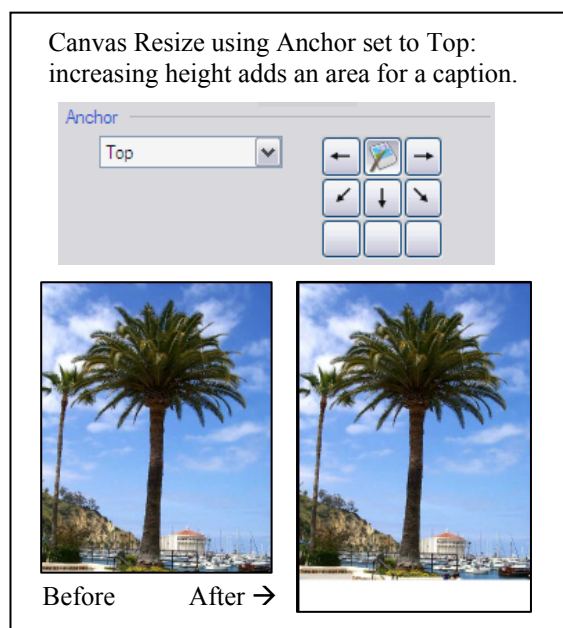 Canvas Resize using Anchor set to Top:
increasing height adds an area for a caption.
Anchor
Top
Before After →